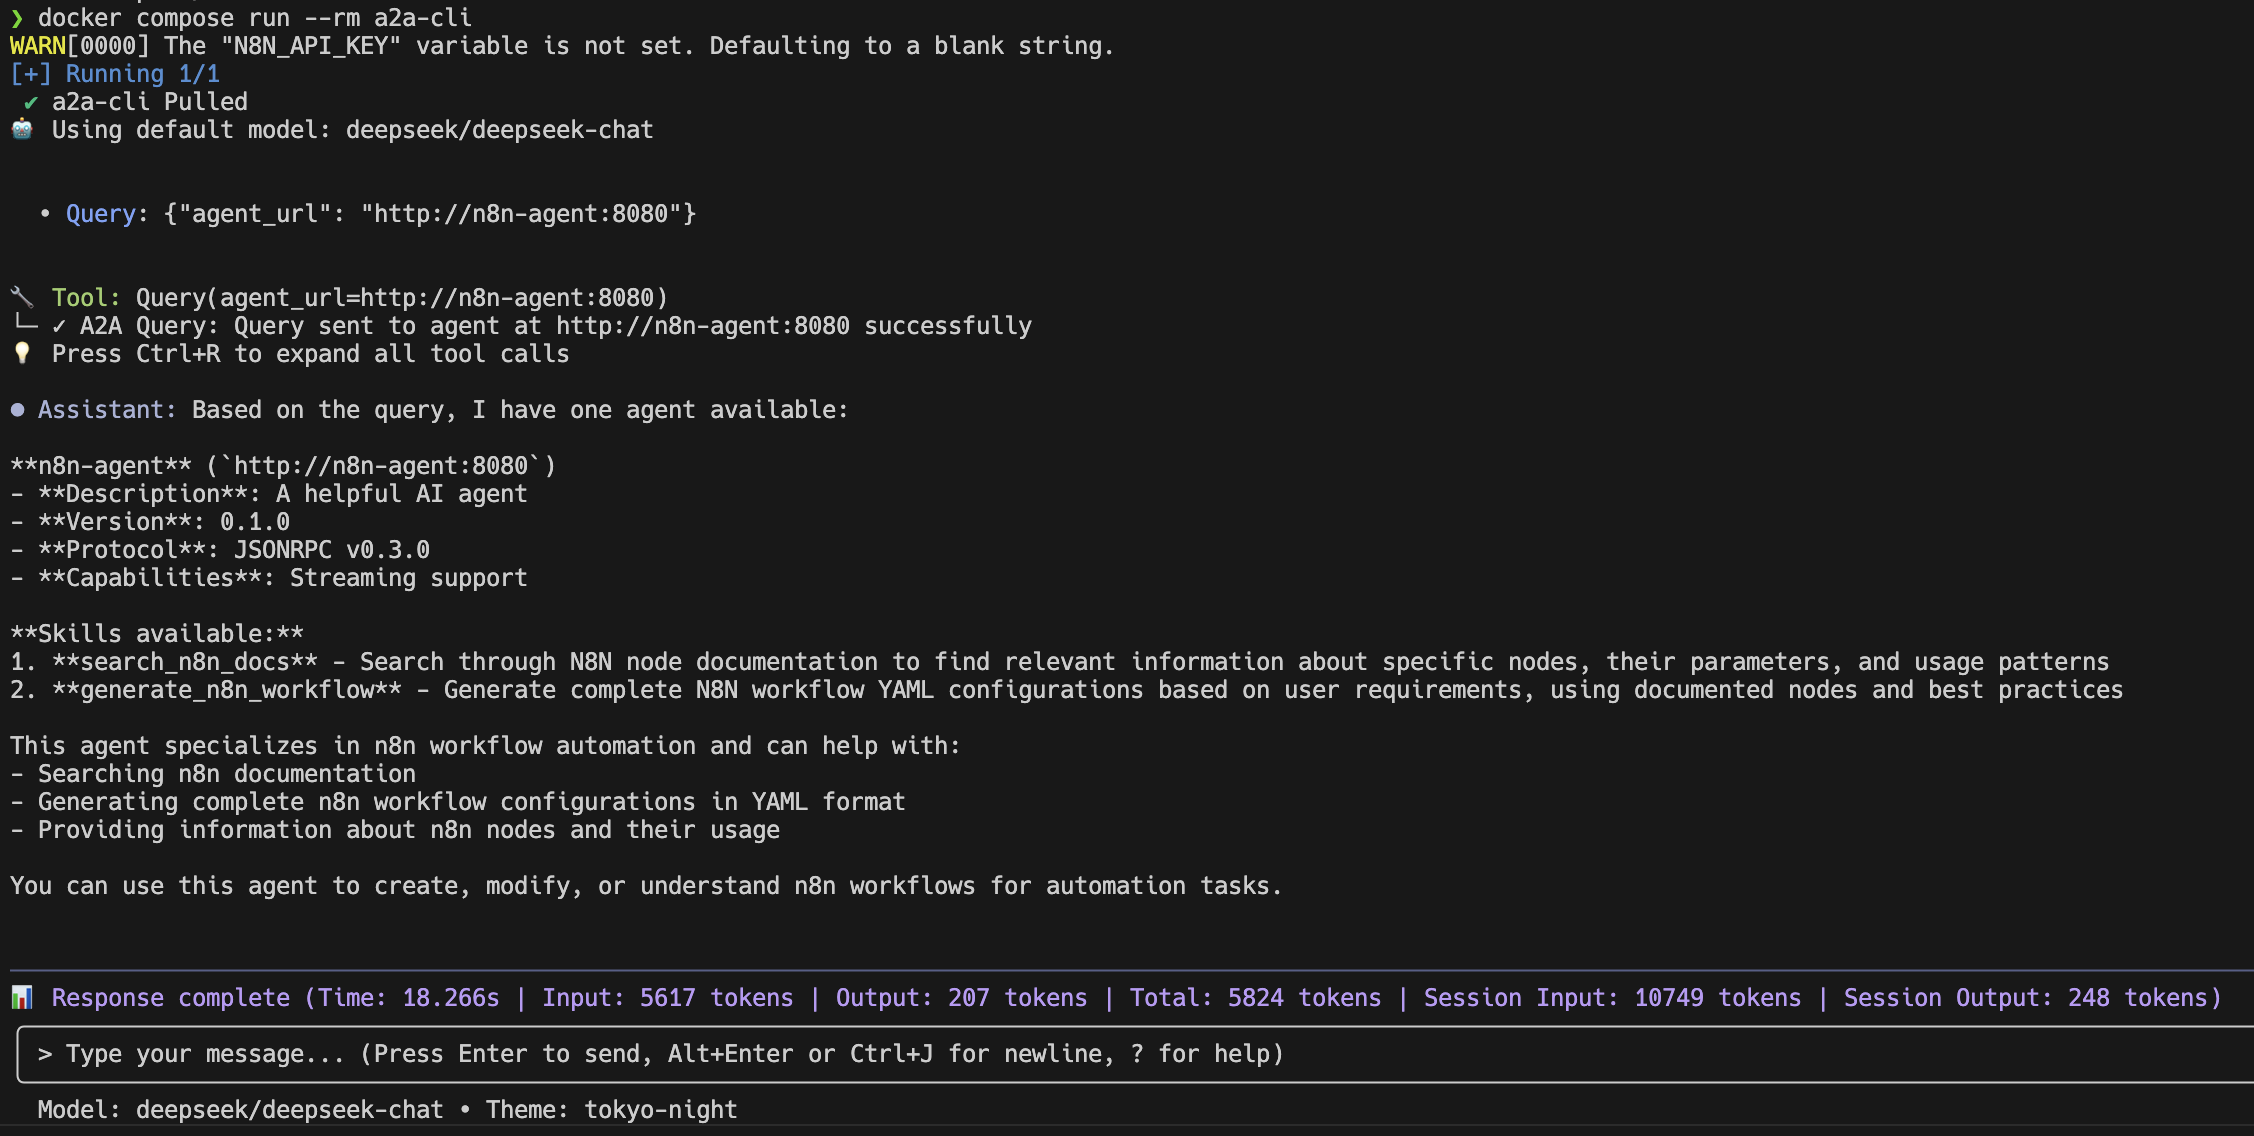 ❯ docker compose run --rm a2a-cli
WARN[0000] The "N8N_API_KEY" variable is not set. Defaulting to a blank string.
[+] Running 1/1
✔ a2a-cli Pulled
🤖 Using default model: deepseek/deepseek-chat
• Query: {"agent_url": "http://n8n-agent:8080"}
🔧 Tool: Query(agent_url=http://n8n-agent:8080)
└─ ✓ A2A Query: Query sent to agent at http://n8n-agent:8080 successfully
💡 Press Ctrl+R to expand all tool calls
● Assistant: Based on the query, I have one agent available:
**n8n-agent** (`http://n8n-agent:8080`)
- **Description**: A helpful AI agent
- **Version**: 0.1.0
- **Protocol**: JSONRPC v0.3.0
- **Capabilities**: Streaming support
**Skills available:**
1. **search_n8n_docs** - Search through N8N node documentation to find relevant information about specific nodes, their parameters, and usage patterns
2. **generate_n8n_workflow** - Generate complete N8N workflow YAML configurations based on user requirements, using documented nodes and best practices
This agent specializes in n8n workflow automation and can help with:
- Searching n8n documentation
- Generating complete n8n workflow configurations in YAML format
- Providing information about n8n nodes and their usage
You can use this agent to create, modify, or understand n8n workflows for automation tasks.
📊 Response complete (Time: 18.266s | Input: 5617 tokens | Output: 207 tokens | Total: 5824 tokens | Session Input: 10749 tokens | Session Output: 248 tokens)
> Type your message... (Press Enter to send, Alt+Enter or Ctrl+J for newline, ? for help)
Model: deepseek/deepseek-chat • Theme: tokyo-night